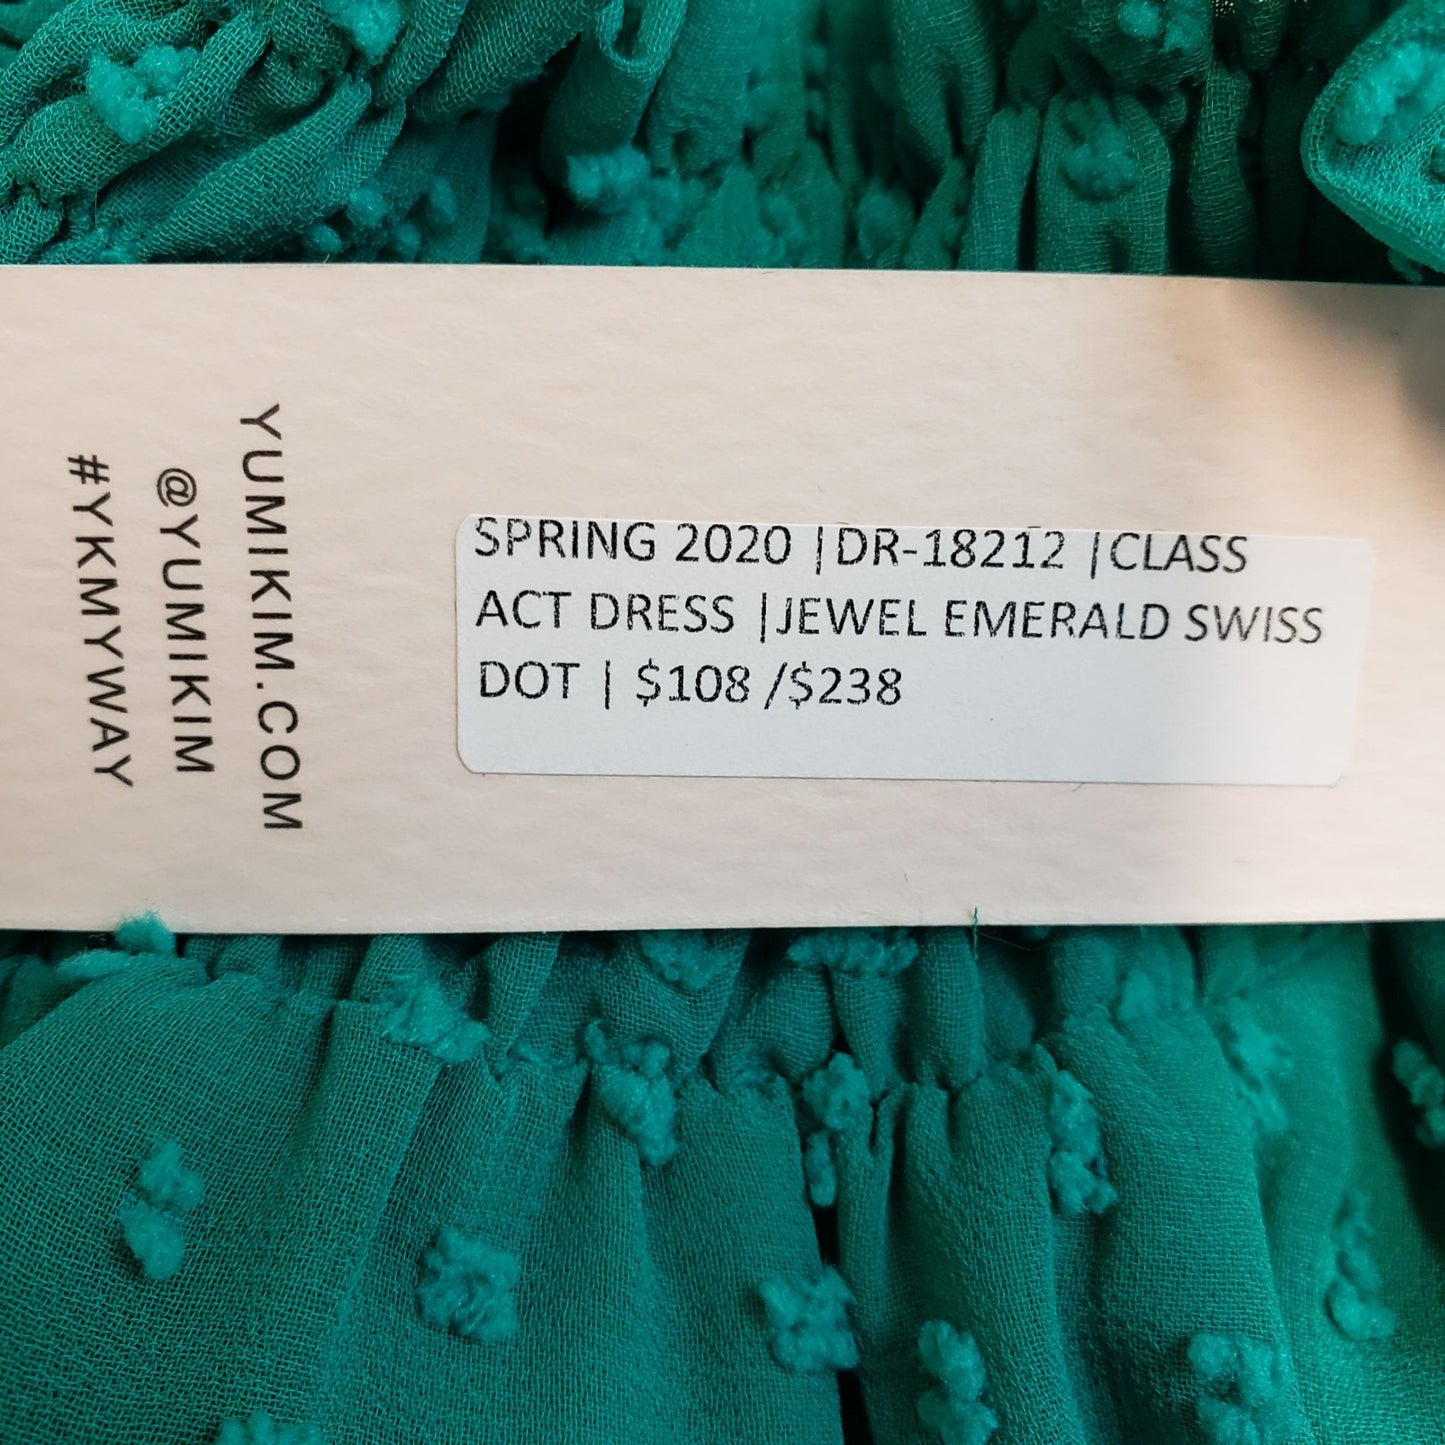 YUMIKIM.COM
@YUMIKIM
#YKMYWAY
SPRING 2020 |DR-18212 |CLASS
ACT DRESS |JEWEL EMERALD SWISS
DOT | $108 /$238